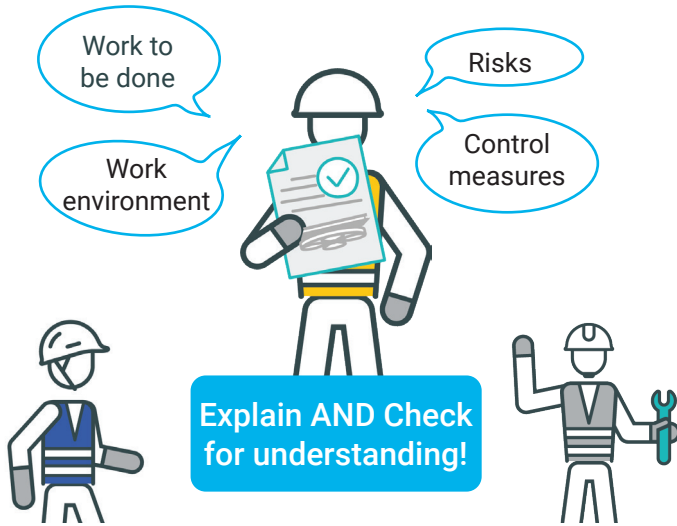 Work to
be done
Risks
Work
environment
Control
measures
Explain AND Check
for understanding!